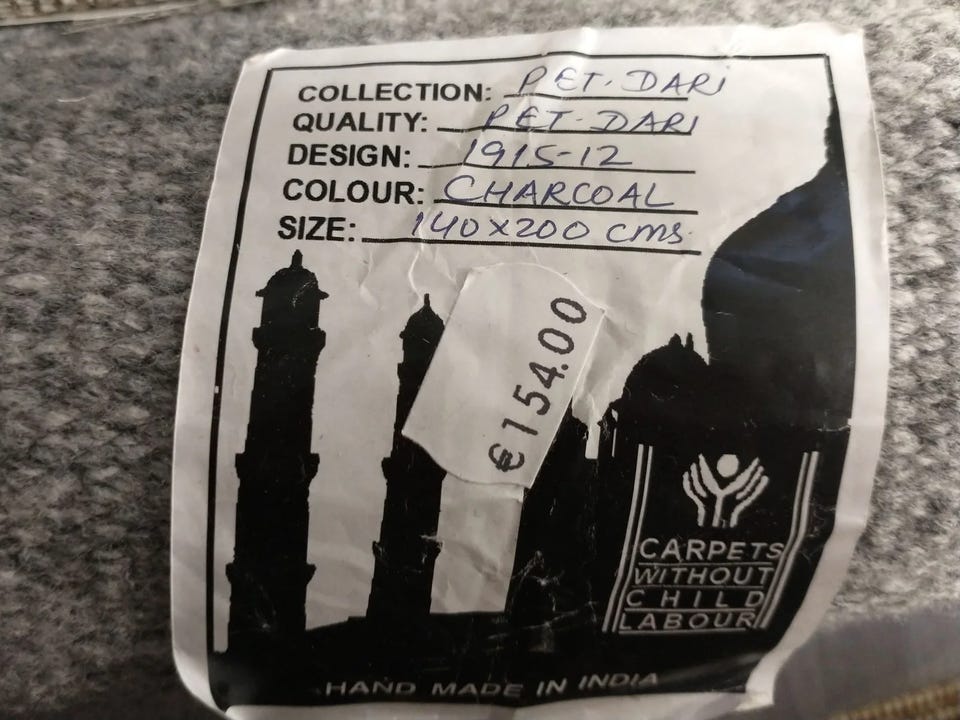 COLLECTION: PET. DARI
QUALITY: PET-DARI
DESIGN: 1915-12
COLOUR: CHARCOAL
SIZE: 140x200 cms.
€154.00
CARPETS
WITHOUT
CHILD
LABOUR
HAND MADE IN INDIA